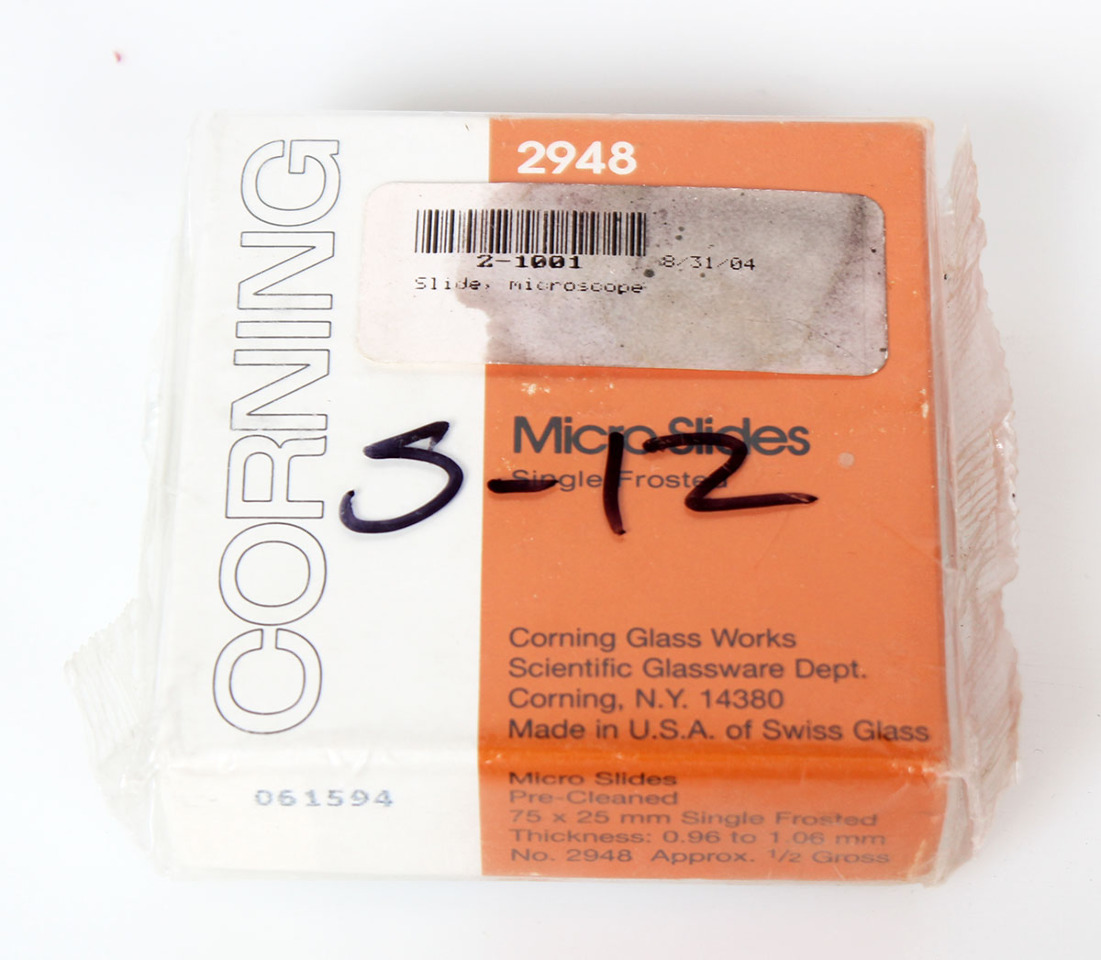 CORNING
2948
2-1001 8/31/04
Slide, microscope
Micro Slides
Single Frosted
S-12
Corning Glass Works
Scientific Glassware Dept.
Corning, N.Y. 14380
Made in U.S.A. of Swiss Glass
061594
Micro Slides
Pre-Cleaned
75 x 25 mm Single Frosted
Thickness: 0.96 to 1.06 mm
No. 2948 Approx. 1/2 Gross